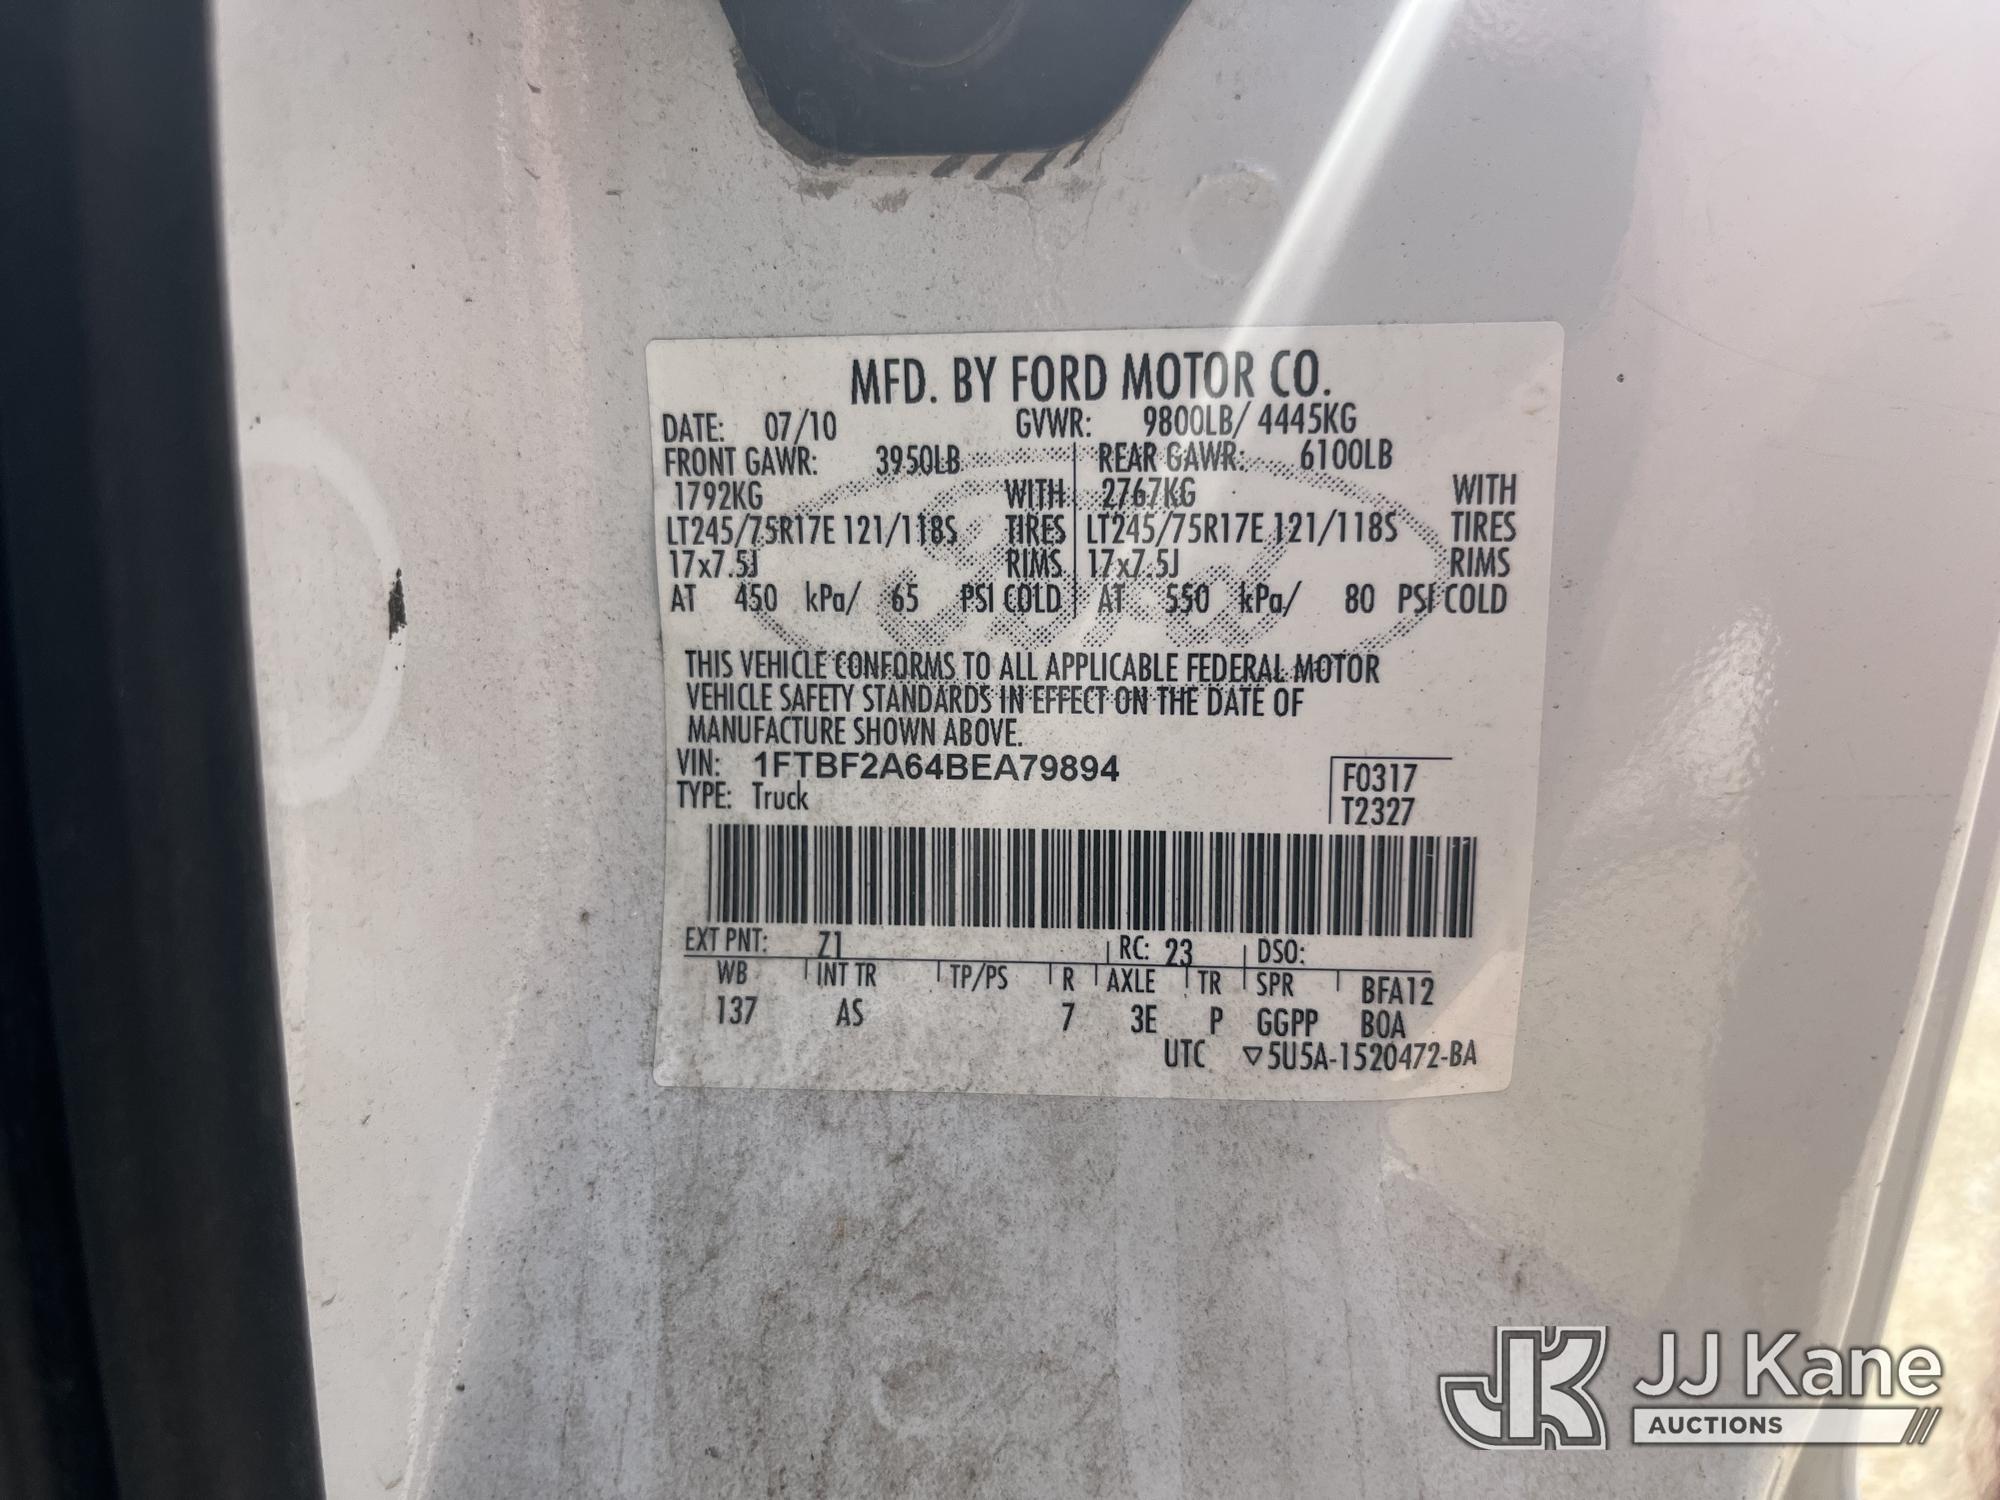 MFD. BY FORD MOTOR CO.
DATE: 07/10 GVWR: 9800LB/ 4445KG
FRONT GAWR: 3950LB REAR GAWR: 6100LB
1792KG WITH 2767KG WITH
LT245/75R17E 121/118S TIRES LT245/75R17E 121/118S TIRES
17x7.5J RIMS 17x7.5J RIMS
AT 450 kPa/ 65 PSI COLD AT 550 kPa/ 80 PSI COLD
THIS VEHICLE CONFORMS TO ALL APPLICABLE FEDERAL MOTOR
VEHICLE SAFETY STANDARDS IN EFFECT ON THE DATE OF
MANUFACTURE SHOWN ABOVE.
VIN: 1FTBF2A64BEA79894
TYPE: Truck
F0317
T2327
EXT PNT: Z1 RC: 23 DSO:
WB INT TR TP/PS R AXLE TR SPR BFA12
137 AS 7 3E P GGPP BOA
UTC ▽5U5A-1520472-BA
JK JJ Kane
AUCTIONS